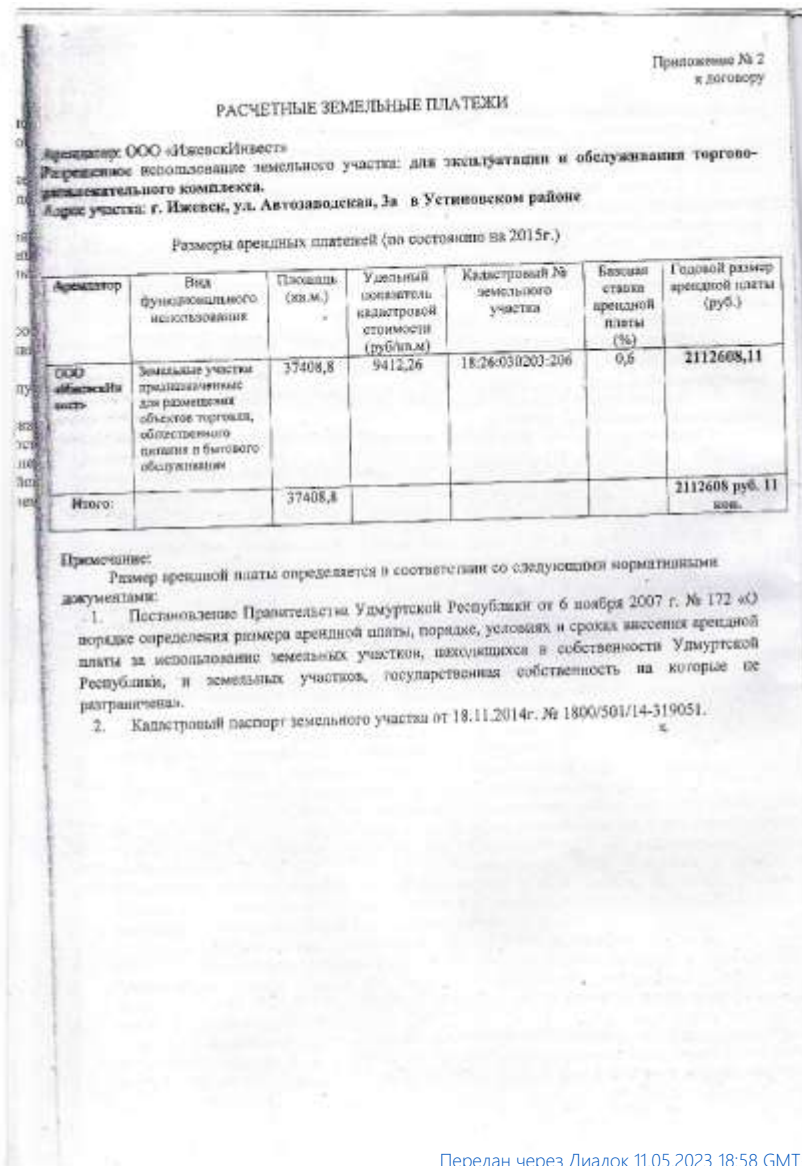 Приложение № 2
к договору
РАСЧЕТНЫЕ ЗЕМЕЛЬНЫЕ ПЛАТЕЖИ
Арендатор: ООО «ИжевскИнвест»
Разрешенное использование земельного участка: для эксплуатации и обслуживания торгово-
развлекательного комплекса.
Адрес участка: г. Ижевск, ул. Автозаводская, 3а в Устиновском районе
Размеры арендных платежей (по состоянию на 2015г.)
Арендатор
Вид
функционального
использования
Площадь
(кв.м.)
Удельный
показатель
кадастровой
стоимости
(руб/кв.м)
Кадастровый №
земельного
участка
Базовая
ставка
арендной
платы
(%)
Годовой размер
арендной платы
(руб.)
ООО
«ИжевскИн
вест»
Земельные участки
предназначенные
для размещения
объектов торговли,
общественного
питания и бытового
обслуживания
37408,8
9412,26
18:26:030203:206
0,6
2112608,11
Итого:
37408,8
2112608 руб. 11
коп.
Примечание:
Размер арендной платы определяется в соответствии со следующими нормативными
документами:
1. Постановление Правительства Удмуртской Республики от 6 ноября 2007 г. № 172 «О
порядке определения размера арендной платы, порядке, условиях и сроках внесения арендной
платы за использование земельных участков, находящихся в собственности Удмуртской
Республики, и земельных участков, государственная собственность на которые не
разграничена».
2. Кадастровый паспорт земельного участка от 18.11.2014г. № 1800/501/14-319051.
Передан через Диадок 11.05.2023 18:58 GMT